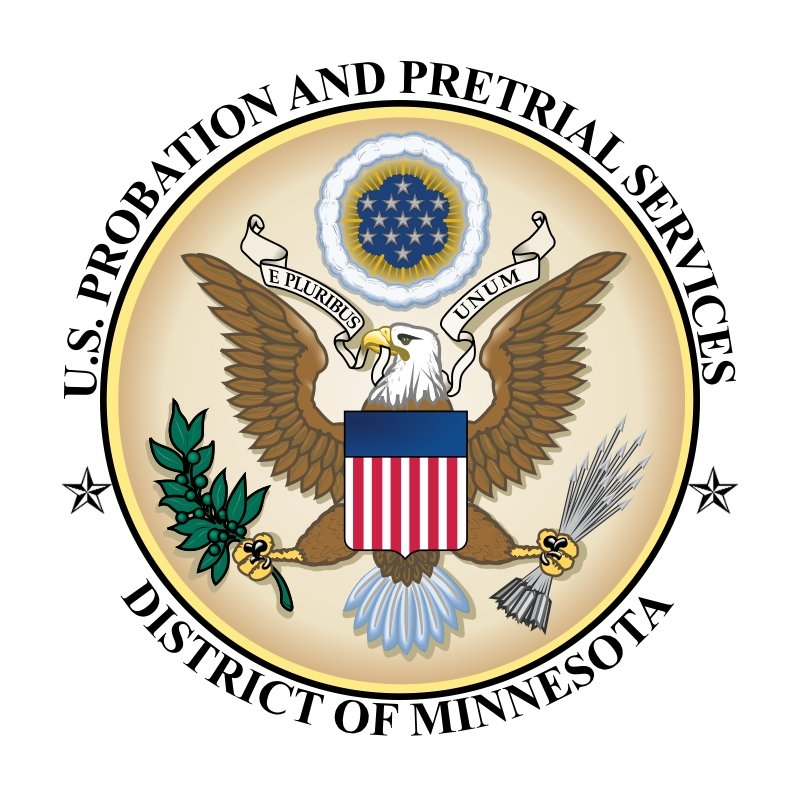 U.S. PROBATION AND PRETRIAL SERVICES
E PLURIBUS UNUM
DISTRICT OF MINNESOTA